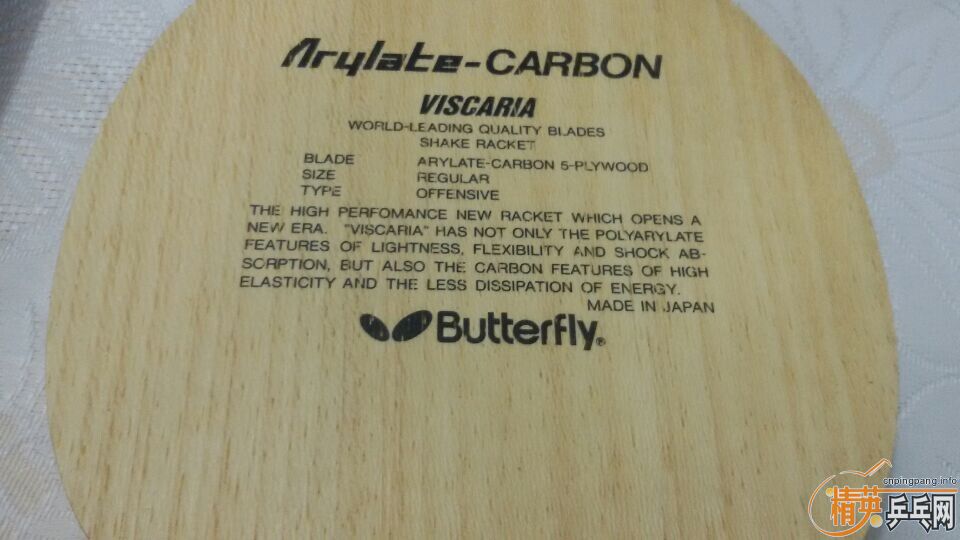 Arylate-CARBON
VISCARIA
WORLD-LEADING QUALITY BLADES
SHAKE RACKET
BLADE ARYLATE-CARBON 5-PLYWOOD
SIZE REGULAR
TYPE OFFENSIVE
THE HIGH PERFOMANCE NEW RACKET WHICH OPENS A
NEW ERA. "VISCARIA" HAS NOT ONLY THE POLYARYLATE
FEATURES OF LIGHTNESS, FLEXIBILITY AND SHOCK AB-
SORPTION, BUT ALSO THE CARBON FEATURES OF HIGH
ELASTICITY AND THE LESS DISSIPATION OF ENERGY.
MADE IN JAPAN
Butterfly®
cnpingpang.info
精英乒乓网